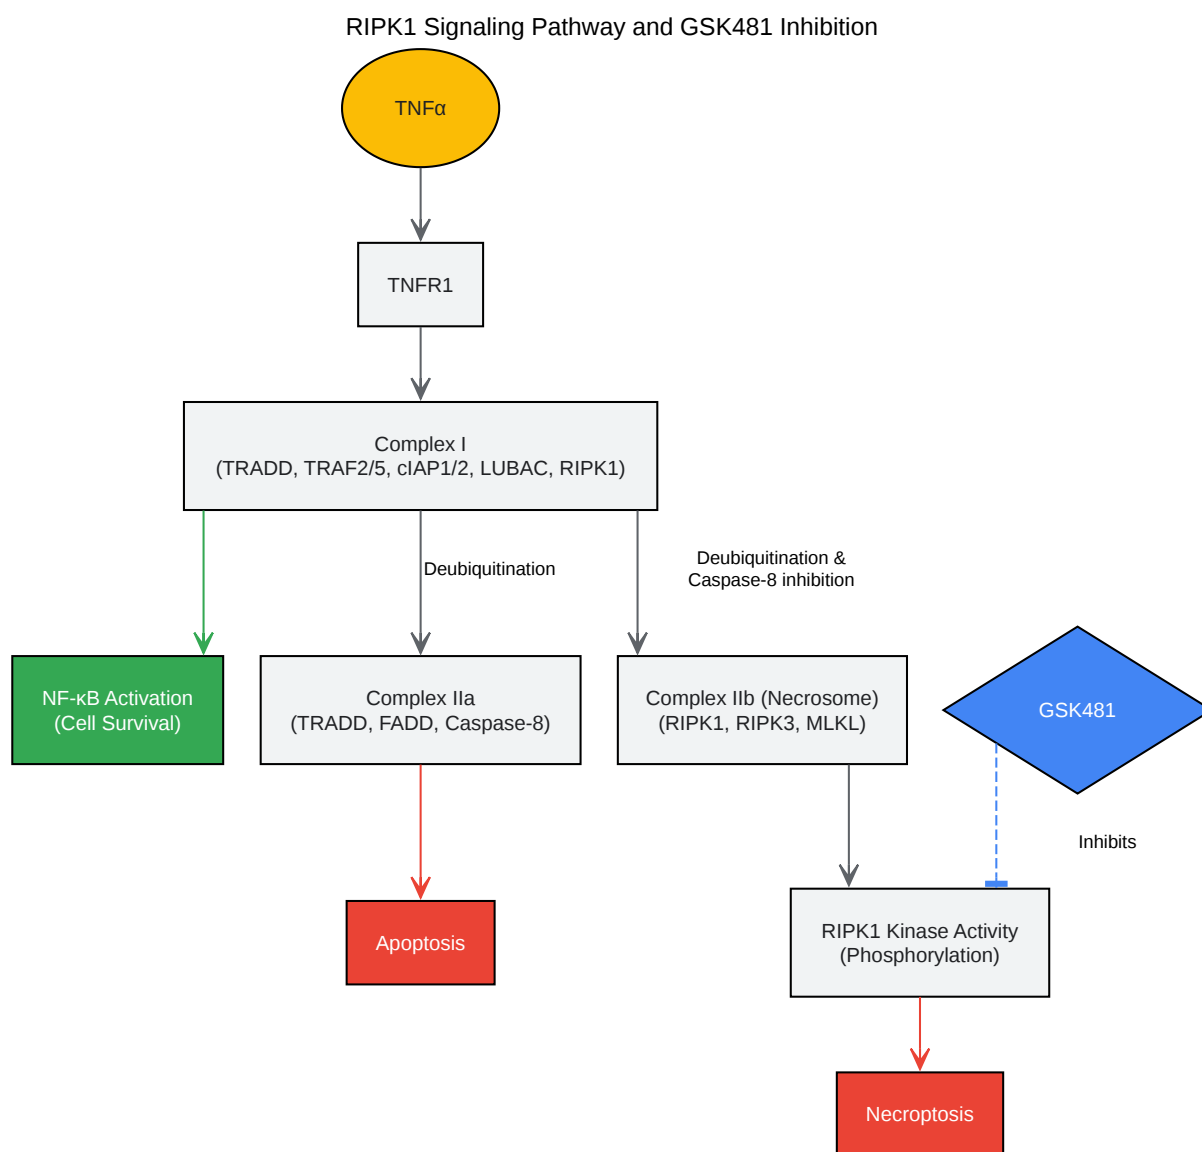 RIPK1 Signaling Pathway and GSK481 Inhibition
TNFα
TNFR1
Complex I
(TRADD, TRAF2/5, cIAP1/2, LUBAC, RIPK1)
Deubiquitination
Deubiquitination &
Caspase-8 inhibition
NF-κB Activation
(Cell Survival)
Complex IIa
(TRADD, FADD, Caspase-8)
Complex IIb (Necrosome)
(RIPK1, RIPK3, MLKL)
GSK481
Inhibits
Apoptosis
RIPK1 Kinase Activity
(Phosphorylation)
Necroptosis